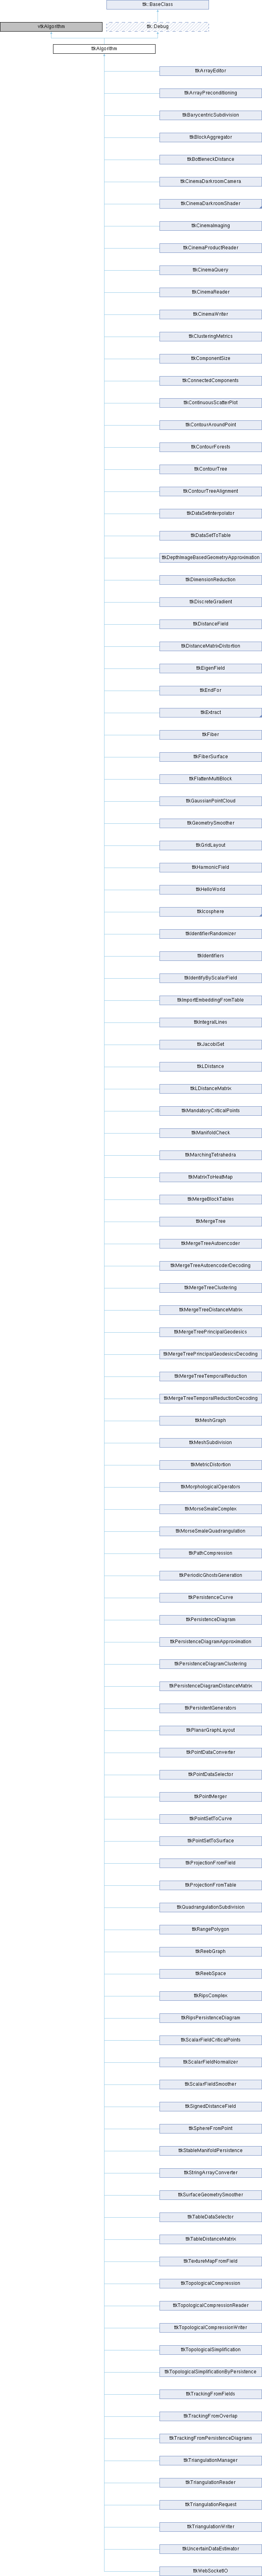 ttk::BaseClass
vtkAlgorithm
ttk::Debug
ttkAlgorithm
ttkArrayEditor
ttkArrayPreconditioning
ttkBarycentricSubdivision
ttkBlockAggregator
ttkBottleneckDistance
ttkCinemaDarkroomCamera
ttkCinemaDarkroomShader
ttkCinemaImaging
ttkCinemaProductReader
ttkCinemaQuery
ttkCinemaReader
ttkCinemaWriter
ttkClusteringMetrics
ttkComponentSize
ttkConnectedComponents
ttkContinuousScatterPlot
ttkContourAroundPoint
ttkContourForests
ttkContourTree
ttkContourTreeAlignment
ttkDataSetInterpolator
ttkDataSetToTable
ttkDepthImageBasedGeometryApproximation
ttkDimensionReduction
ttkDiscreteGradient
ttkDistanceField
ttkDistanceMatrixDistortion
ttkEigenField
ttkEndFor
ttkExtract
ttkFiber
ttkFiberSurface
ttkFlattenMultiBlock
ttkGaussianPointCloud
ttkGeometrySmoother
ttkGridLayout
ttkHarmonicField
ttkHelloWorld
ttkIcosphere
ttkIdentifierRandomizer
ttkIdentifiers
ttkIdentifyByScalarField
ttkImportEmbeddingFromTable
ttkIntegralLines
ttkJacobiSet
ttkLDistance
ttkLDistanceMatrix
ttkMandatoryCriticalPoints
ttkManifoldCheck
ttkMarchingTetrahedra
ttkMatrixToHeatMap
ttkMergeBlockTables
ttkMergeTree
ttkMergeTreeAutoencoder
ttkMergeTreeAutoencoderDecoding
ttkMergeTreeClustering
ttkMergeTreeDistanceMatrix
ttkMergeTreePrincipalGeodesics
ttkMergeTreePrincipalGeodesicsDecoding
ttkMergeTreeTemporalReduction
ttkMergeTreeTemporalReductionDecoding
ttkMeshGraph
ttkMeshSubdivision
ttkMetricDistortion
ttkMorphologicalOperators
ttkMorseSmaleComplex
ttkMorseSmaleQuadrangulation
ttkPathCompression
ttkPeriodicGhostsGeneration
ttkPersistenceCurve
ttkPersistenceDiagram
ttkPersistenceDiagramApproximation
ttkPersistenceDiagramClustering
ttkPersistenceDiagramDistanceMatrix
ttkPersistentGenerators
ttkPlanarGraphLayout
ttkPointDataConverter
ttkPointDataSelector
ttkPointMerger
ttkPointSetToCurve
ttkPointSetToSurface
ttkProjectionFromField
ttkProjectionFromTable
ttkQuadrangulationSubdivision
ttkRangePolygon
ttkReebGraph
ttkReebSpace
ttkRipsComplex
ttkRipsPersistenceDiagram
ttkScalarFieldCriticalPoints
ttkScalarFieldNormalizer
ttkScalarFieldSmoother
ttkSignedDistanceField
ttkSphereFromPoint
ttkStableManifoldPersistence
ttkStringArrayConverter
ttkSurfaceGeometrySmoother
ttkTableDataSelector
ttkTableDistanceMatrix
ttkTextureMapFromField
ttkTopologicalCompression
ttkTopologicalCompressionReader
ttkTopologicalCompressionWriter
ttkTopologicalSimplification
ttkTopologicalSimplificationByPersistence
ttkTrackingFromFields
ttkTrackingFromOverlap
ttkTrackingFromPersistenceDiagrams
ttkTriangulationManager
ttkTriangulationReader
ttkTriangulationRequest
ttkTriangulationWriter
ttkUncertainDataEstimator
ttkWebSocketIO